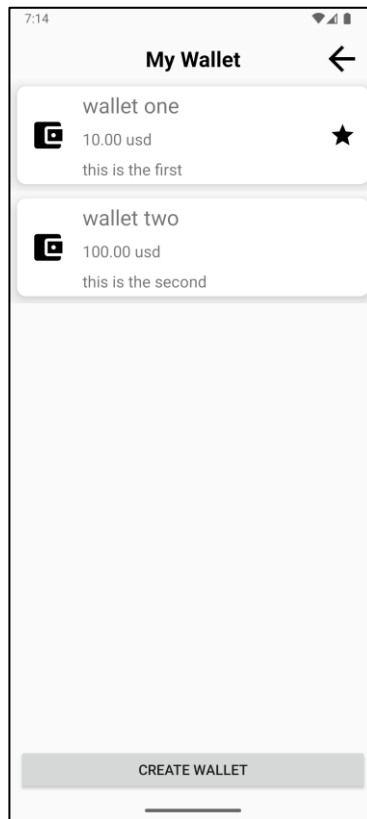 7:14
My Wallet
wallet one
10.00 usd
this is the first
wallet two
100.00 usd
this is the second
CREATE WALLET